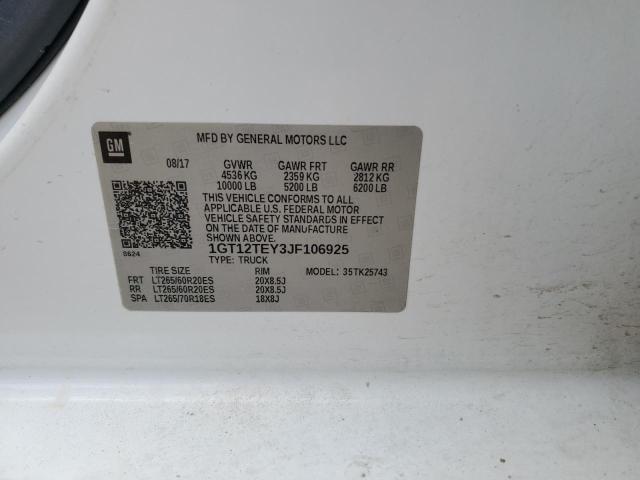 GM
MFD BY GENERAL MOTORS LLC
08/17 GVWR GAWR FRT GAWR RR
4536 KG 2359 KG 2812 KG
10000 LB 5200 LB 6200 LB
THIS VEHICLE CONFORMS TO ALL
APPLICABLE U.S. FEDERAL MOTOR
VEHICLE SAFETY STANDARDS IN EFFECT
ON THE DATE OF MANUFACTURE
SHOWN ABOVE.
8624 1GT12TEY3JF106925
TYPE: TRUCK
TIRE SIZE RIM MODEL: 35TK25743
FRT LT265/60R20ES 20X8.5J
RR LT265/60R20ES 20X8.5J
SPA LT265/70R18ES 18X8J